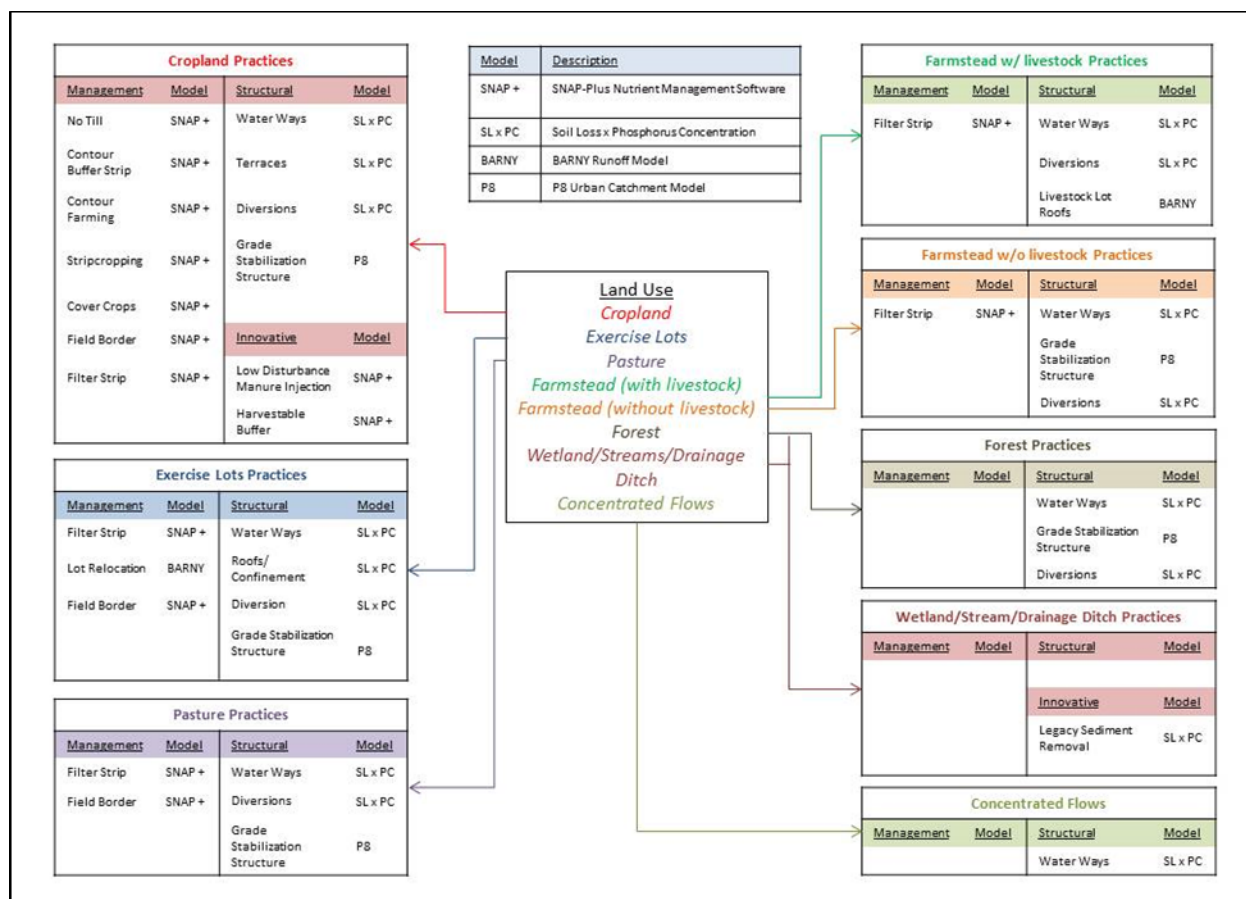 Cropland Practices
Management Model Structural Model
No Till SNAP + Water Ways SL x PC
Contour
Buffer Strip SNAP + Terraces SL x PC
Contour
Farming SNAP + Diversions SL x PC
Stripcropping SNAP + Grade
Stabilization
Structure P8
Cover Crops SNAP +
Field Border SNAP + Innovative Model
Filter Strip SNAP + Low Disturbance
Manure Injection SNAP +
Harvestable
Buffer SNAP +
Exercise Lots Practices
Management Model Structural Model
Filter Strip SNAP + Water Ways SL x PC
Lot Relocation BARNY Roofs/
Confinement SL x PC
Field Border SNAP + Diversion SL x PC
Grade Stabilization
Structure P8
Pasture Practices
Management Model Structural Model
Filter Strip SNAP + Water Ways SL x PC
Field Border SNAP + Diversions SL x PC
Grade
Stabilization
Structure P8
Model Description
SNAP + SNAP-Plus Nutrient Management Software
SL x PC Soil Loss x Phosphorus Concentration
BARNY BARNY Runoff Model
P8 P8 Urban Catchment Model
Land Use
Cropland
Exercise Lots
Pasture
Farmstead (with livestock)
Farmstead (without livestock)
Forest
Wetland/Streams/Drainage
Ditch
Concentrated Flows
Farmstead w/ livestock Practices
Management Model Structural Model
Filter Strip SNAP + Water Ways SL x PC
Diversions SL x PC
Livestock Lot
Roofs BARNY
Farmstead w/o livestock Practices
Management Model Structural Model
Filter Strip SNAP + Water Ways SL x PC
Grade
Stabilization
Structure P8
Diversions SL x PC
Forest Practices
Management Model Structural Model
Water Ways SL x PC
Grade Stabilization
Structure P8
Diversions SL x PC
Wetland/Stream/Drainage Ditch Practices
Management Model Structural Model
Innovative Model
Legacy Sediment
Removal SL x PC
Concentrated Flows
Management Model Structural Model
Water Ways SL x PC